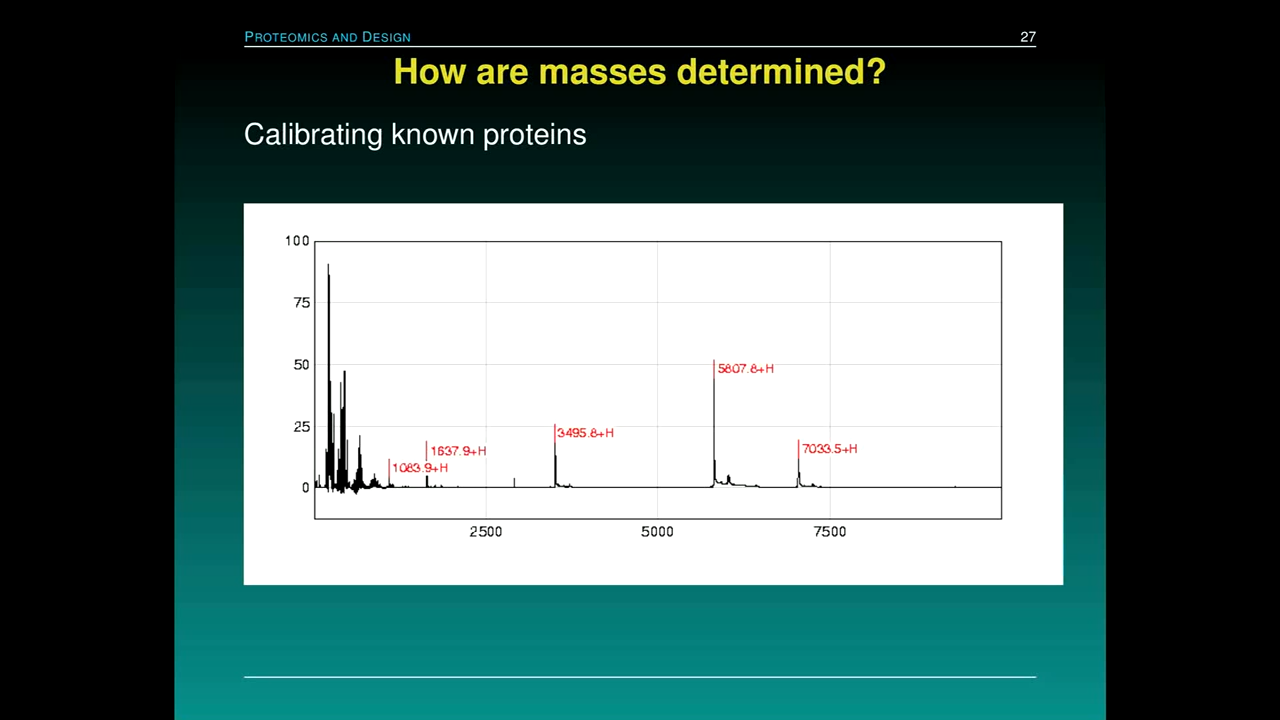 PROTEOMICS AND DESIGN 27
How are masses determined?
Calibrating known proteins
100
75
50
5807.8+H
25
3495.8+H
1637.9+H
7033.5+H
1083.9+H
0
2500 5000 7500